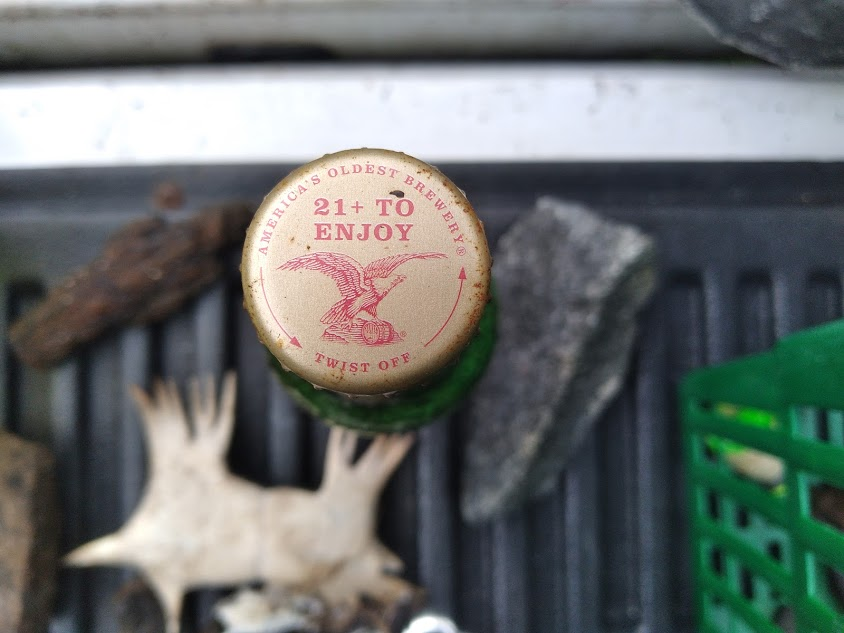 AMERICA'S OLDEST BREWERY®
21+ TO
ENJOY
®
TWIST OFF